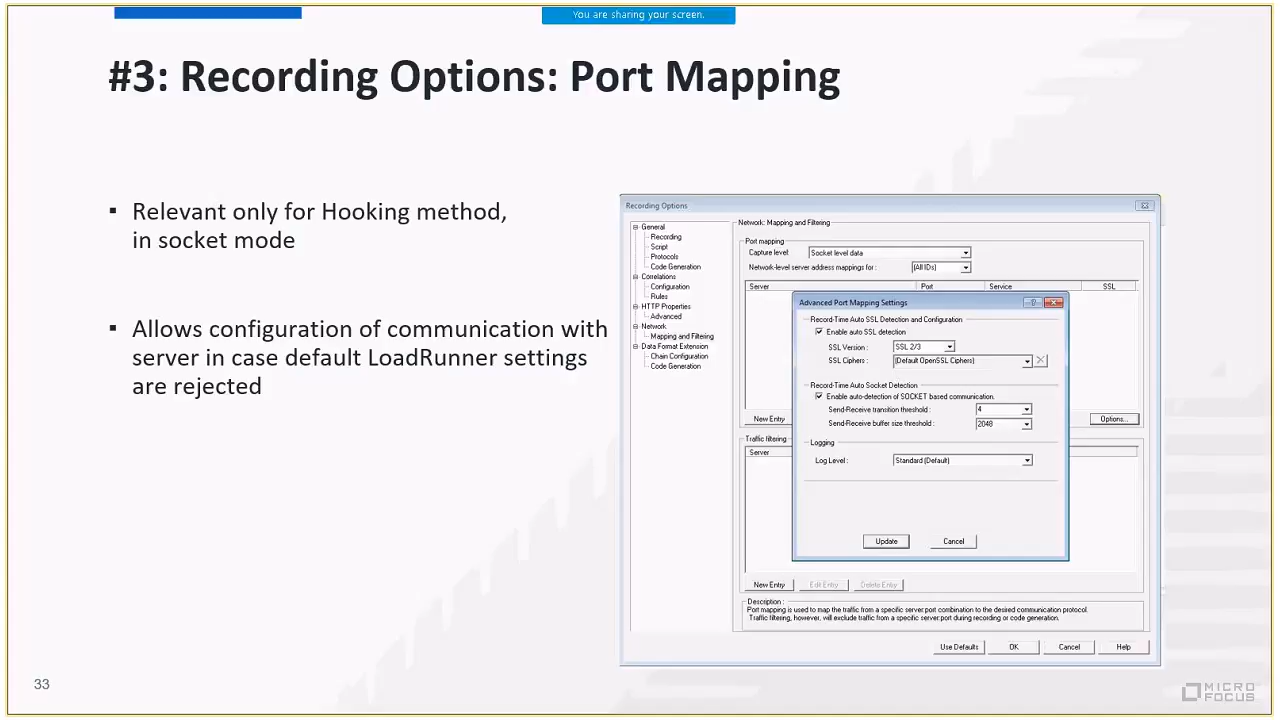 You are sharing your screen.
#3: Recording Options: Port Mapping
▪ Relevant only for Hooking method,
in socket mode
▪ Allows configuration of communication with
server in case default LoadRunner settings
are rejected
Recording Options
General
Recording
Script
Protocols
Code Generation
Correlations
Configuration
Rules
HTTP Properties
Advanced
Network
Mapping and Filtering
Data Format Extension
Chain Configuration
Code Generation
Network: Mapping and Filtering
Port mapping
Capture level: Socket level data
Network-level server address mappings for : (All IDs)
Server Port Service SSL
New Entry Options...
Traffic filtering
Server
New Entry Edit Entry Delete Entry
Description :
Port mapping is used to map the traffic from a specific server:port combination to the desired communication protocol.
Traffic filtering, however, will exclude traffic from a specific server:port during recording or code generation.
Use Defaults OK Cancel Help
Advanced Port Mapping Settings
Record-Time Auto SSL Detection and Configuration
Enable auto SSL detection
SSL Version : SSL 2/3
SSL Ciphers : (Default OpenSSL Ciphers)
Record-Time Auto Socket Detection
Enable auto-detection of SOCKET based communication.
Send-Receive transition threshold : 4
Send-Receive buffer size threshold : 2048
Logging
Log Level : Standard (Default)
Update Cancel
33
MICRO
FOCUS